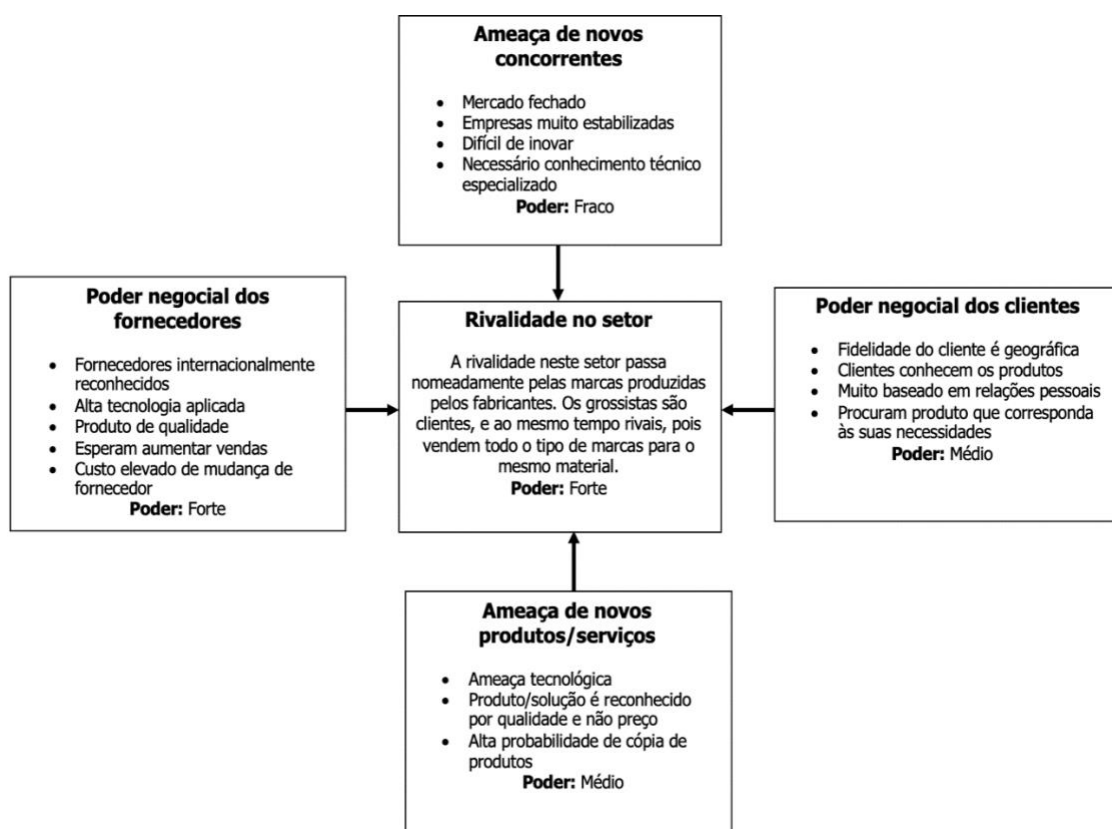 Ameaça de novos
concorrentes
• Mercado fechado
• Empresas muito estabilizadas
• Difícil de inovar
• Necessário conhecimento técnico
especializado
Poder: Fraco
Poder negocial dos
fornecedores
• Fornecedores internacionalmente
reconhecidos
• Alta tecnologia aplicada
• Produto de qualidade
• Esperam aumentar vendas
• Custo elevado de mudança de
fornecedor
Poder: Forte
Rivalidade no setor
A rivalidade neste setor passa
nomeadamente pelas marcas produzidas
pelos fabricantes. Os grossistas são
clientes, e ao mesmo tempo rivais, pois
vendem todo o tipo de marcas para o
mesmo material.
Poder: Forte
Poder negocial dos clientes
• Fidelidade do cliente é geográfica
• Clientes conhecem os produtos
• Muito baseado em relações pessoais
• Procuram produto que corresponda
às suas necessidades
Poder: Médio
Ameaça de novos
produtos/serviços
• Ameaça tecnológica
• Produto/solução é reconhecido
por qualidade e não preço
• Alta probabilidade de cópia de
produtos
Poder: Médio